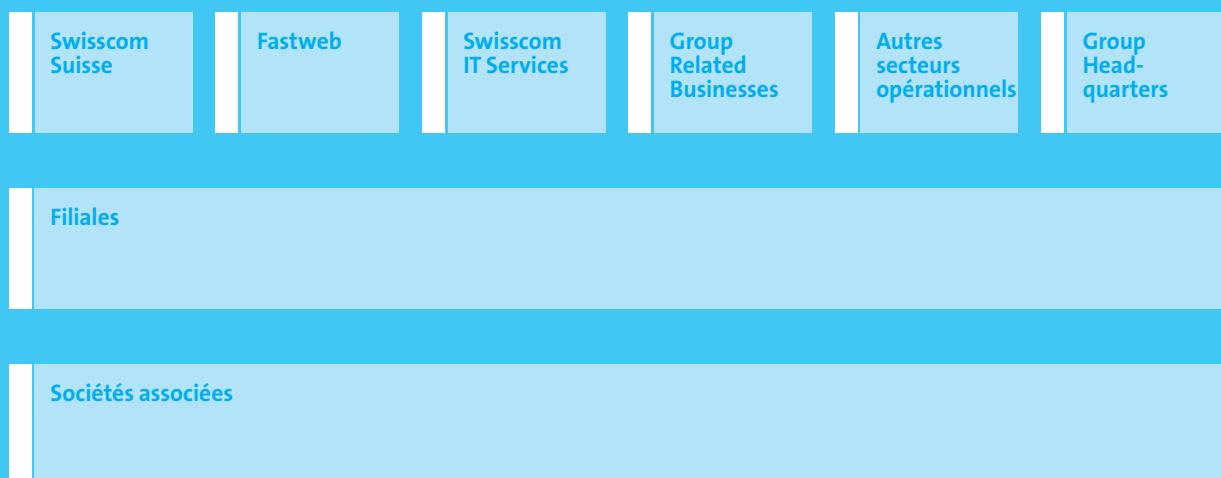 Swisscom
Suisse
Fastweb
Swisscom
IT Services
Group
Related
Businesses
Autres
secteurs
opérationnels
Group
Head-
quarters
Filiales
Sociétés associées